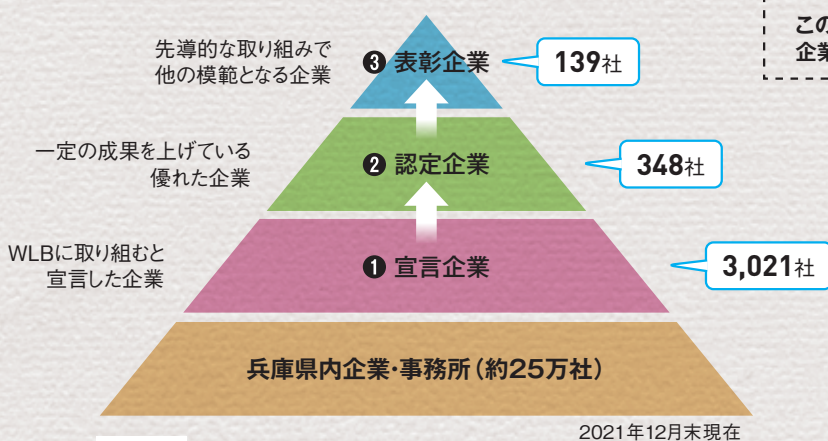 この
企業
先導的な取り組みで
他の模範となる企業
❸ 表彰企業
139社
一定の成果を上げている
優れた企業
❷ 認定企業
348社
WLBに取り組むと
宣言した企業
❶ 宣言企業
3,021社
兵庫県内企業・事務所（約25万社）
2021年12月末現在